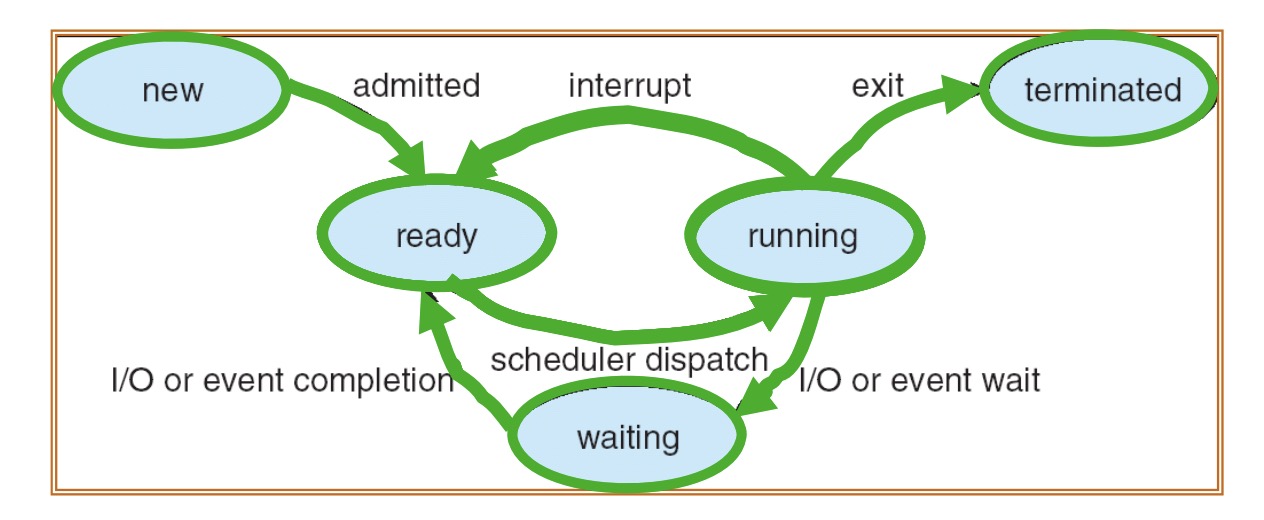 new
admitted
interrupt
exit
terminated
ready
running
scheduler dispatch
I/O or event completion
I/O or event wait
waiting